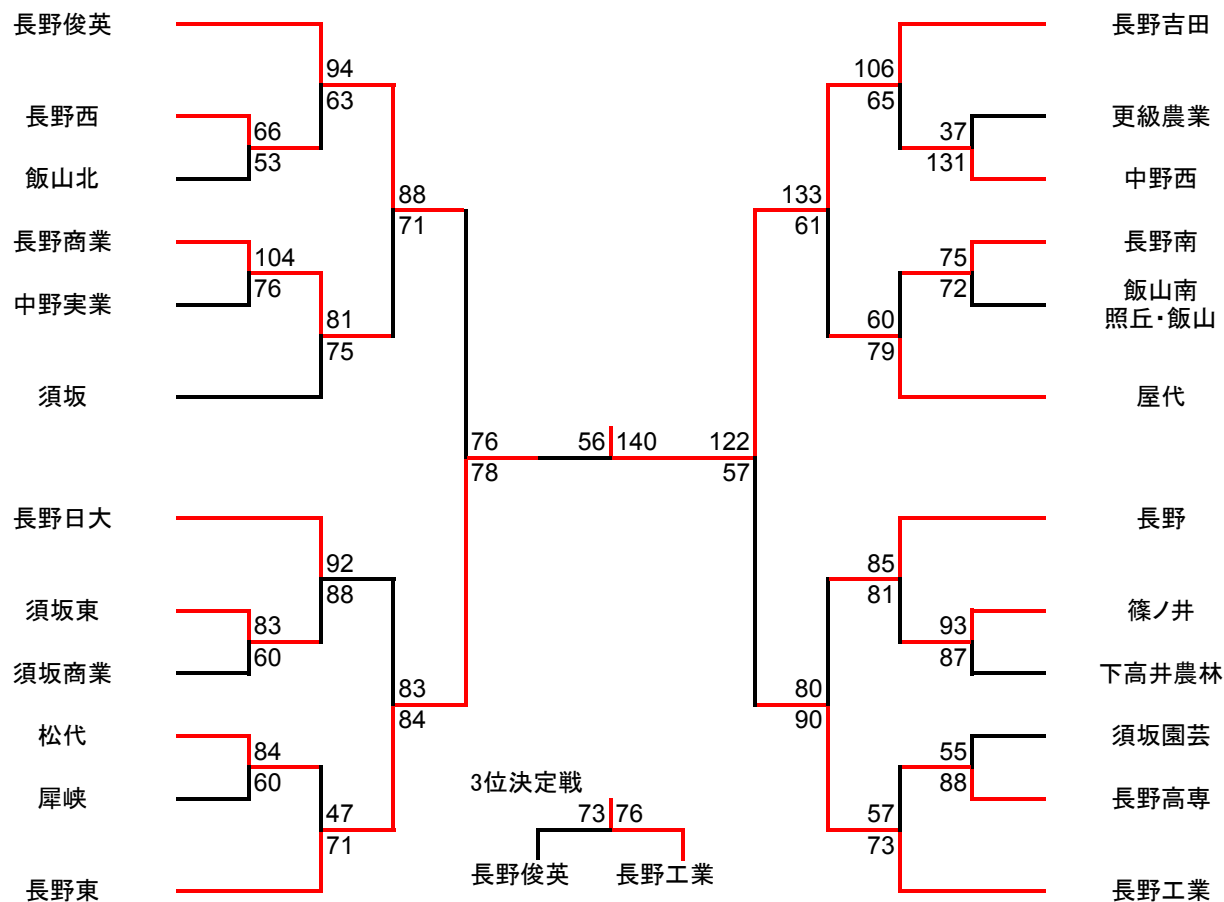 長野俊英
94
63
長野西
66
53
飯山北
88
71
長野商業
104
76
中野実業
81
75
須坂
76
78
長野日大
92
88
須坂東
83
60
須坂商業
83
84
松代
84
60
犀峡
47
71
長野東
56 140
3位決定戦
73 76
長野俊英 長野工業
長野吉田
106
65
更級農業
37
131
中野西
133
61
長野南
75
72
飯山南
照丘・飯山
60
79
屋代
122
57
長野
85
81
篠ノ井
93
87
下高井農林
80
90
須坂園芸
55
88
長野高専
57
73
長野工業